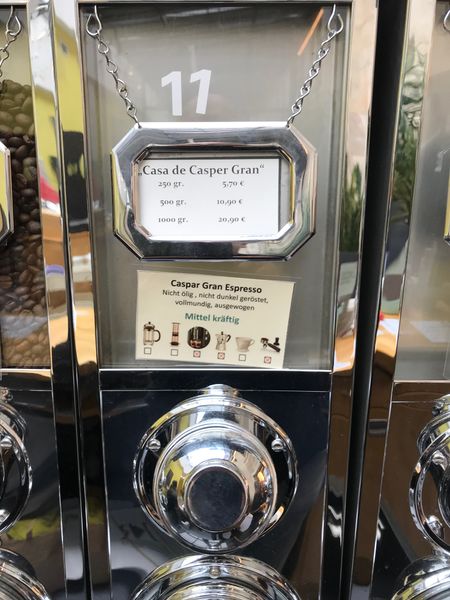 11
„Casa de Casper Gran“
250 gr. 5,70 €
500 gr. 10,90 €
1000 gr. 20,90 €
Caspar Gran Espresso
Nicht ölig , nicht dunkel geröstet,
vollmundig, ausgewogen
Mittel kräftig